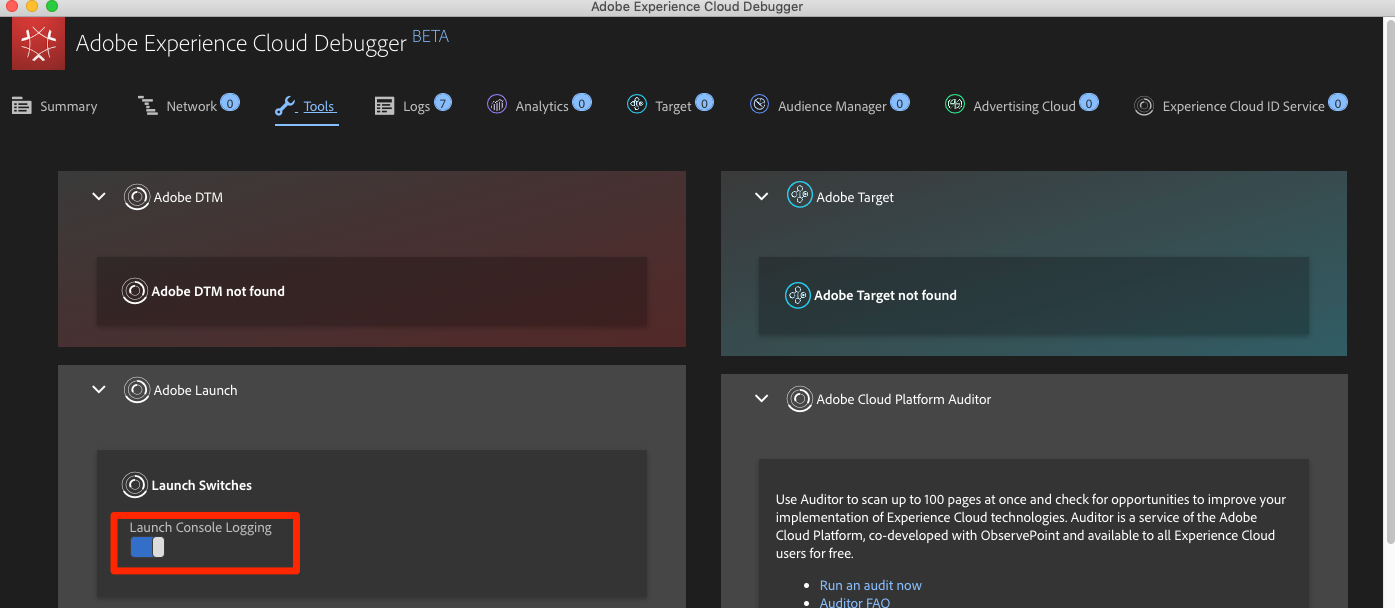 Adobe Experience Cloud Debugger
Adobe Experience Cloud Debugger BETA
Summary
Network 0
Tools
Logs 7
Analytics 0
Target 0
Audience Manager 0
Advertising Cloud 0
Experience Cloud ID Service 0
Adobe DTM
Adobe DTM not found
Adobe Target
Adobe Target not found
Adobe Launch
Launch Switches
Launch Console Logging
Adobe Cloud Platform Auditor
Use Auditor to scan up to 100 pages at once and check for opportunities to improve your
implementation of Experience Cloud technologies. Auditor is a service of the Adobe
Cloud Platform, co-developed with ObservePoint and available to all Experience Cloud
users for free.
Run an audit now
Auditor FAQ